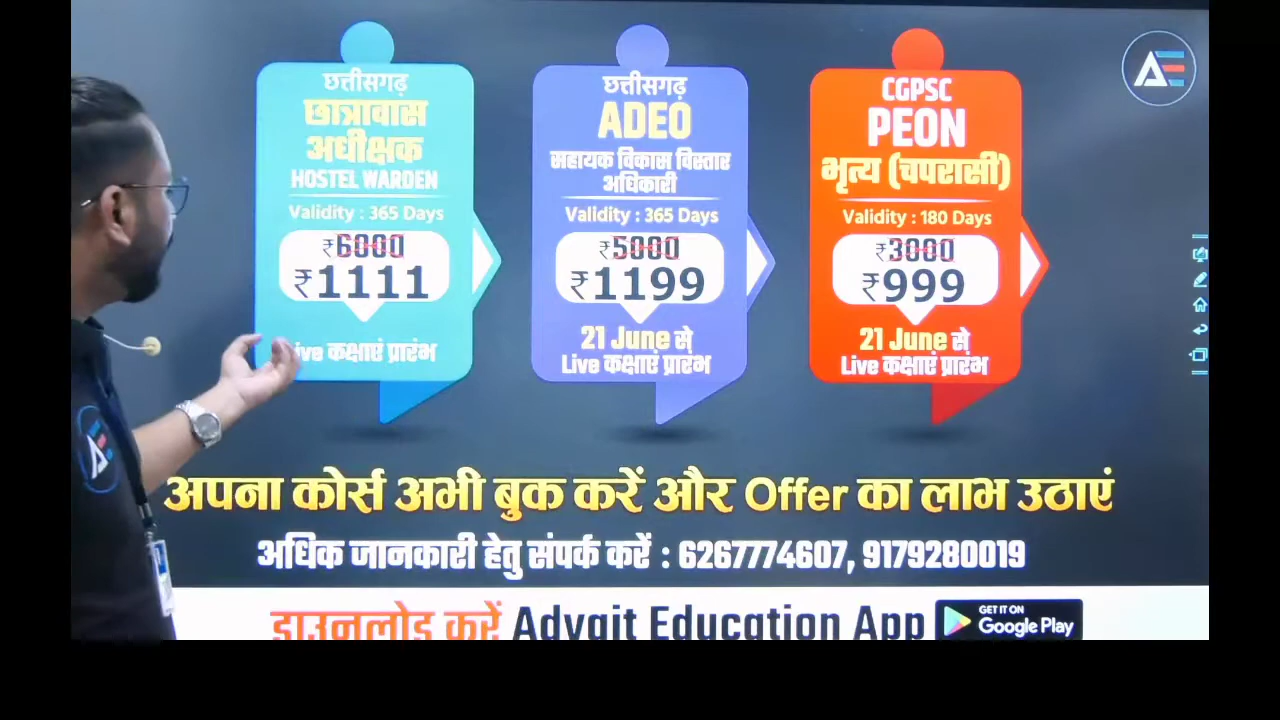 छत्तीसगढ़
छात्रावास
अधीक्षक
HOSTEL WARDEN
Validity : 365 Days
₹6000
₹1111
Live कक्षाएं प्रारंभ
छत्तीसगढ़
ADEO
सहायक विकास विस्तार
अधिकारी
Validity : 365 Days
₹5000
₹1199
21 June से
Live कक्षाएं प्रारंभ
CGPSC
PEON
भृत्य (चपरासी)
Validity : 180 Days
₹3000
₹999
21 June से
Live कक्षाएं प्रारंभ
AE
अपना कोर्स अभी बुक करें और Offer का लाभ उठाएं
अधिक जानकारी हेतु संपर्क करें : 6267774607, 9179280019
डाउनलोड करें Advait Education App
GET IT ON
Google Play
AE